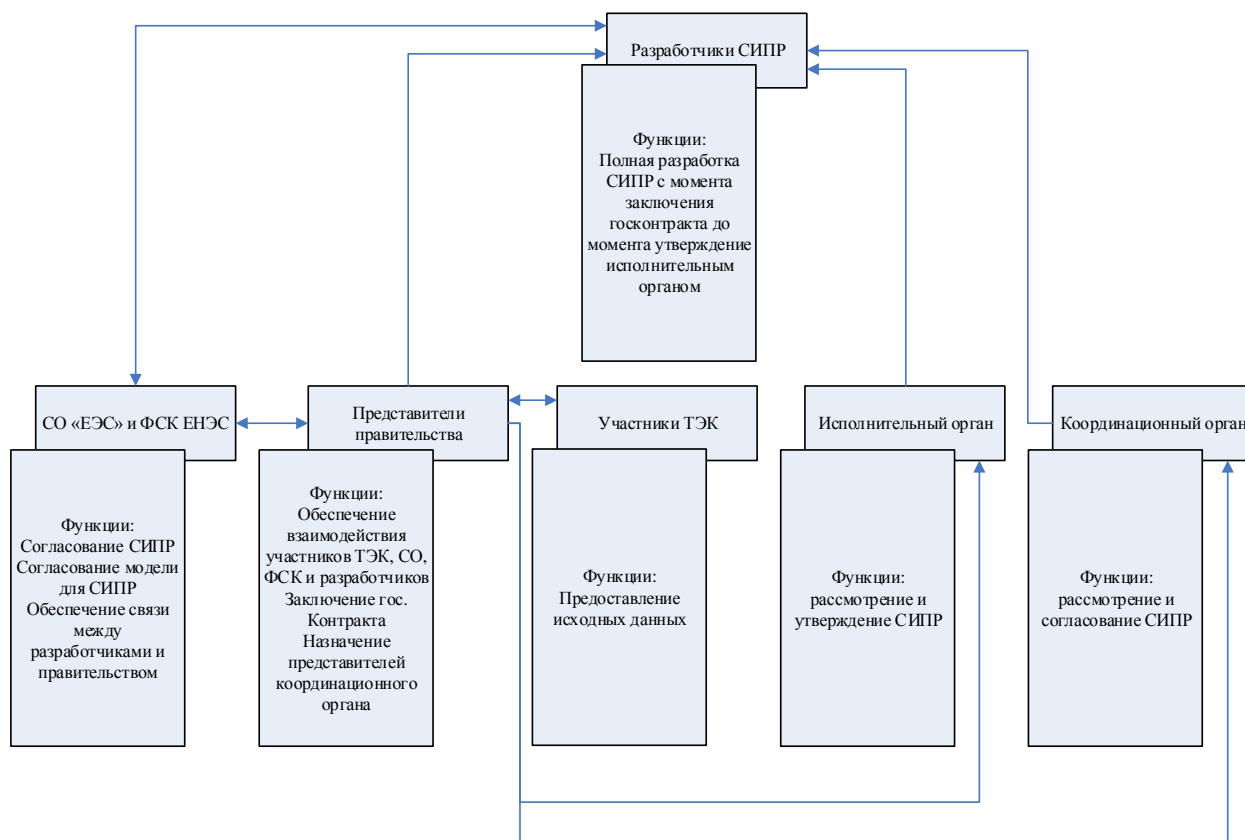 Разработчики СИПР
Функции:
Полная разработка
СИПР с момента
заключения
госконтракта до
момента утверждение
исполнительным
органом
СО «ЕЭС» и ФСК ЕНЭС
Функции:
Согласование СИПР
Согласование модели
для СИПР
Обеспечение связи
между
разработчиками и
правительством
Представители
правительства
Функции:
Обеспечение
взаимодействия
участников ТЭК, СО,
ФСК и разработчиков
Заключение гос.
Контракта
Назначение
представителей
координационного
органа
Участники ТЭК
Функции:
Предоставление
исходных данных
Исполнительный орган
Функции:
рассмотрение и
утверждение СИПР
Координационный орган
Функции:
рассмотрение и
согласование СИПР